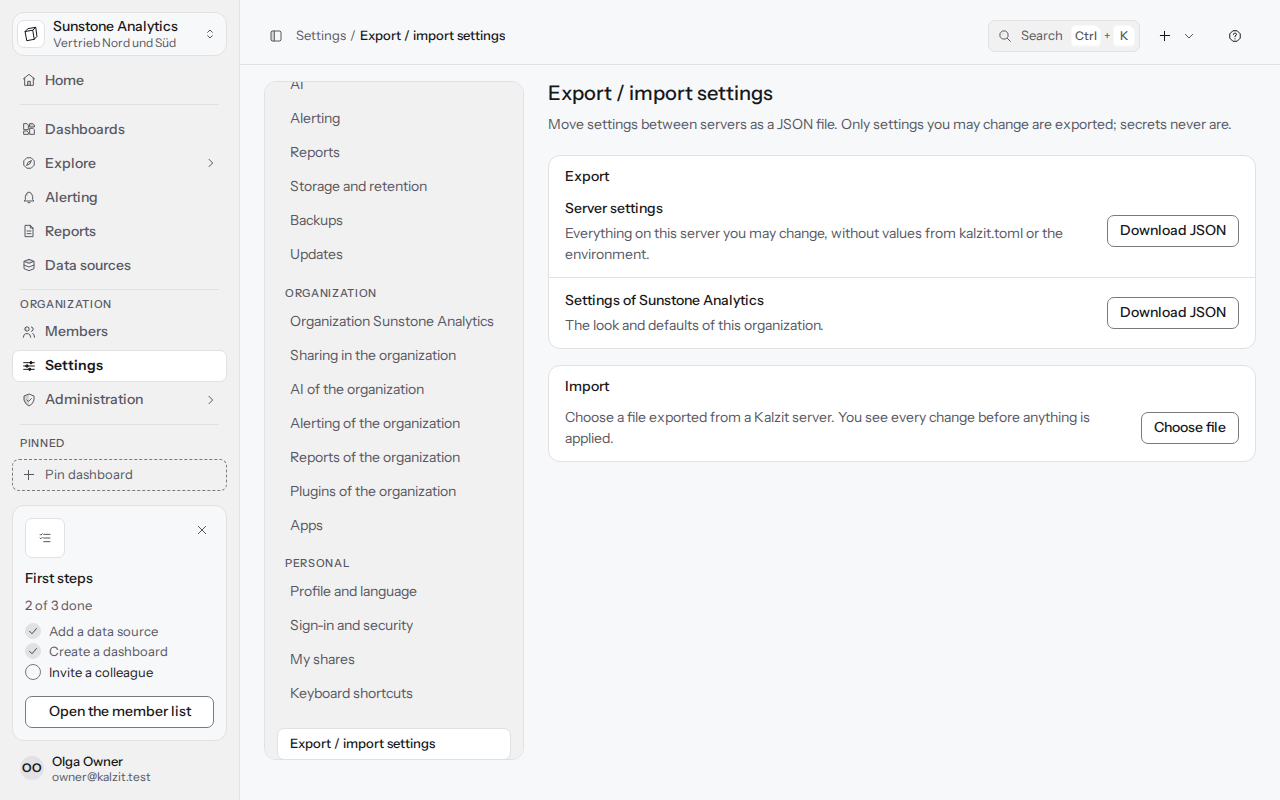 Sunstone Analytics
Vertrieb Nord und Süd
Home
Dashboards
Explore
Alerting
Reports
Data sources
ORGANIZATION
Members
Settings
Administration
PINNED
Pin dashboard
First steps
2 of 3 done
Add a data source
Create a dashboard
Invite a colleague
Open the member list
OO
Olga Owner
owner@kalzit.test
Settings / Export / import settings
Search Ctrl + K
AI
Alerting
Reports
Storage and retention
Backups
Updates
ORGANIZATION
Organization Sunstone Analytics
Sharing in the organization
AI of the organization
Alerting of the organization
Reports of the organization
Plugins of the organization
Apps
PERSONAL
Profile and language
Sign-in and security
My shares
Keyboard shortcuts
Export / import settings
Export / import settings
Move settings between servers as a JSON file. Only settings you may change are exported; secrets never are.
Export
Server settings
Everything on this server you may change, without values from kalzit.toml or the
environment.
Download JSON
Settings of Sunstone Analytics
The look and defaults of this organization.
Download JSON
Import
Choose a file exported from a Kalzit server. You see every change before anything is
applied.
Choose file